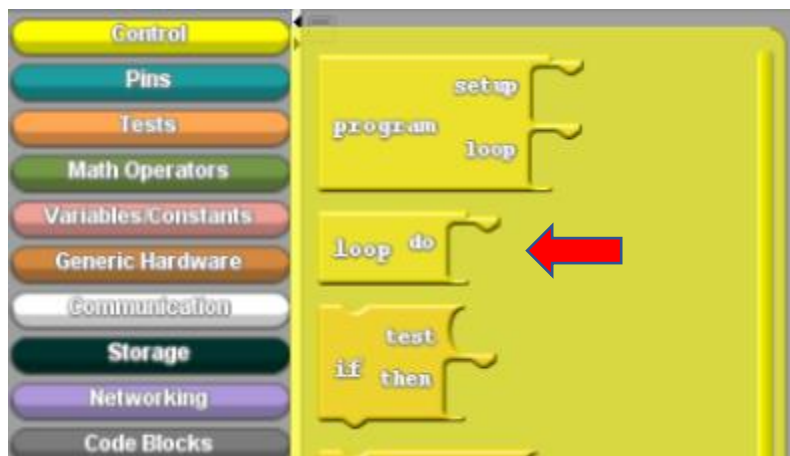 Control
Pins
Tests
Math Operators
Variables/Constants
Generic Hardware
Communication
Storage
Networking
Code Blocks
program setup
loop
loop do
if test
then